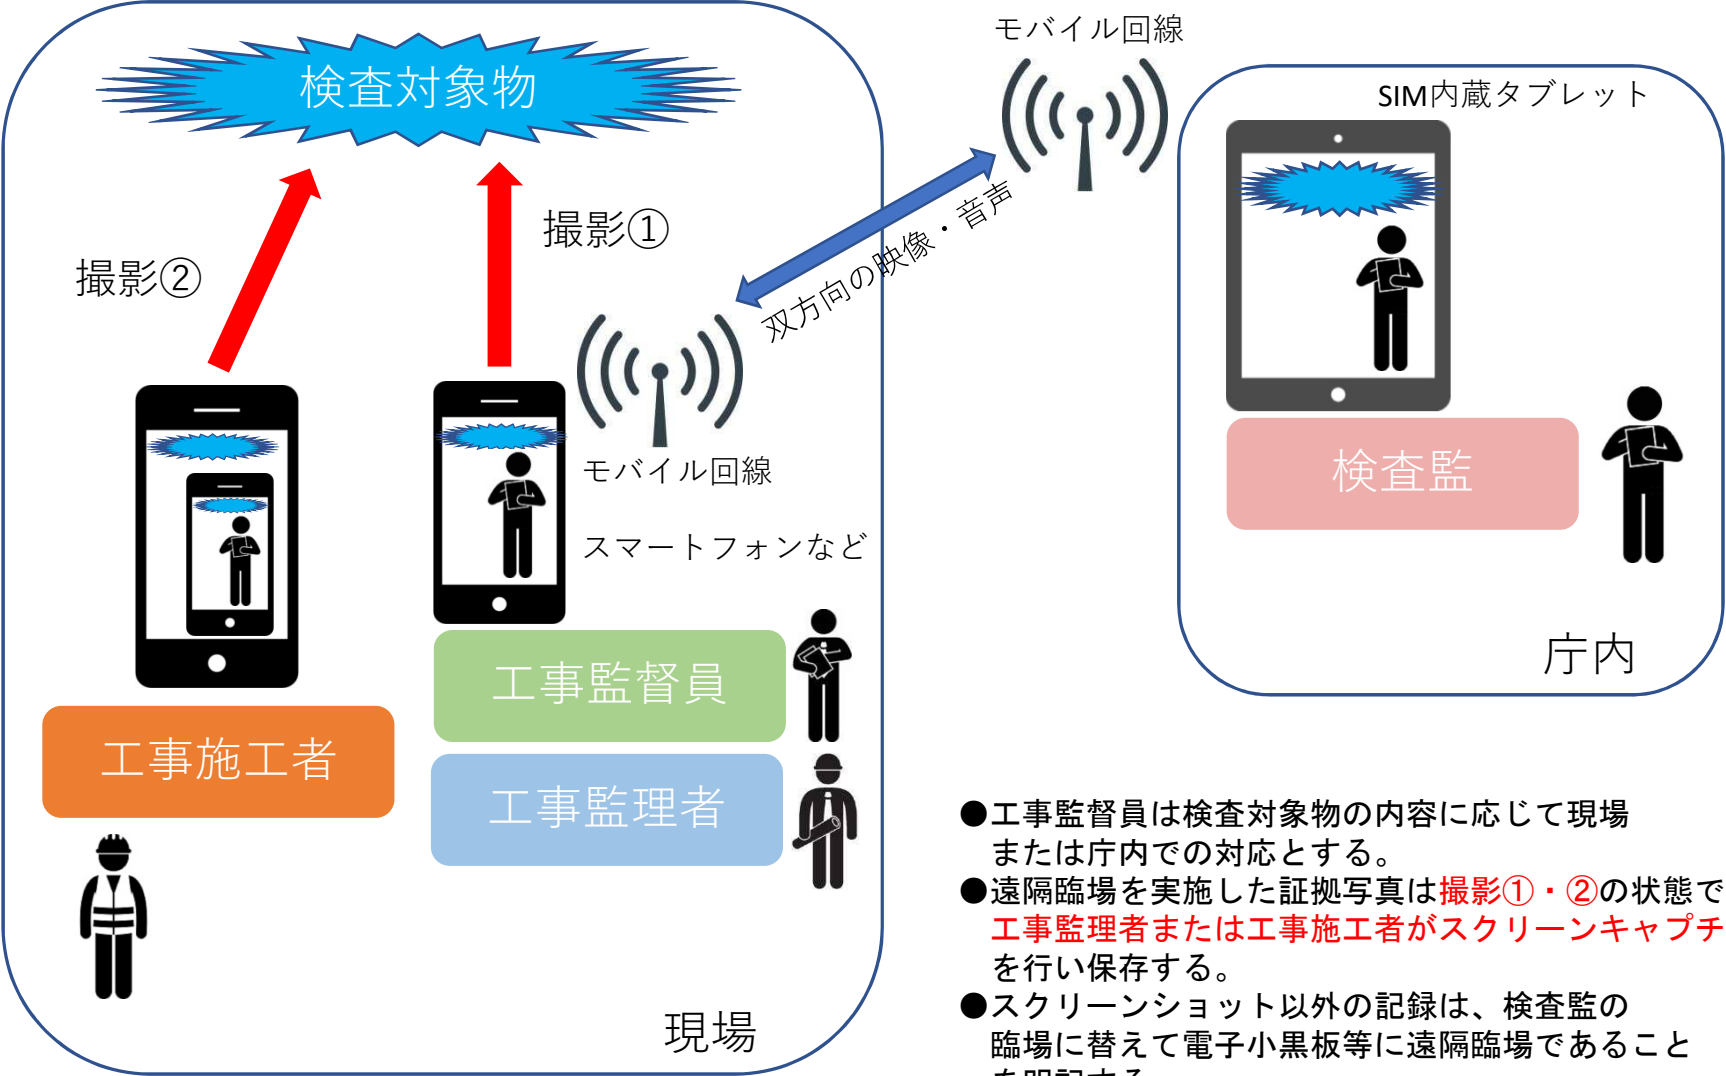 検査対象物
撮影①
撮影②
モバイル回線
スマートフォンなど
工事監督員
工事施工者
工事監理者
現場
双方向の映像・音声
モバイル回線
SIM内蔵タブレット
検査監
庁内
●工事監督員は検査対象物の内容に応じて現場
または庁内での対応とする。
●遠隔臨場を実施した証拠写真は撮影①・②の状態で
工事監理者または工事施工者がスクリーンキャプチ
を行い保存する。
●スクリーンショット以外の記録は、検査監の
臨場に替えて電子小黒板等に遠隔臨場であること